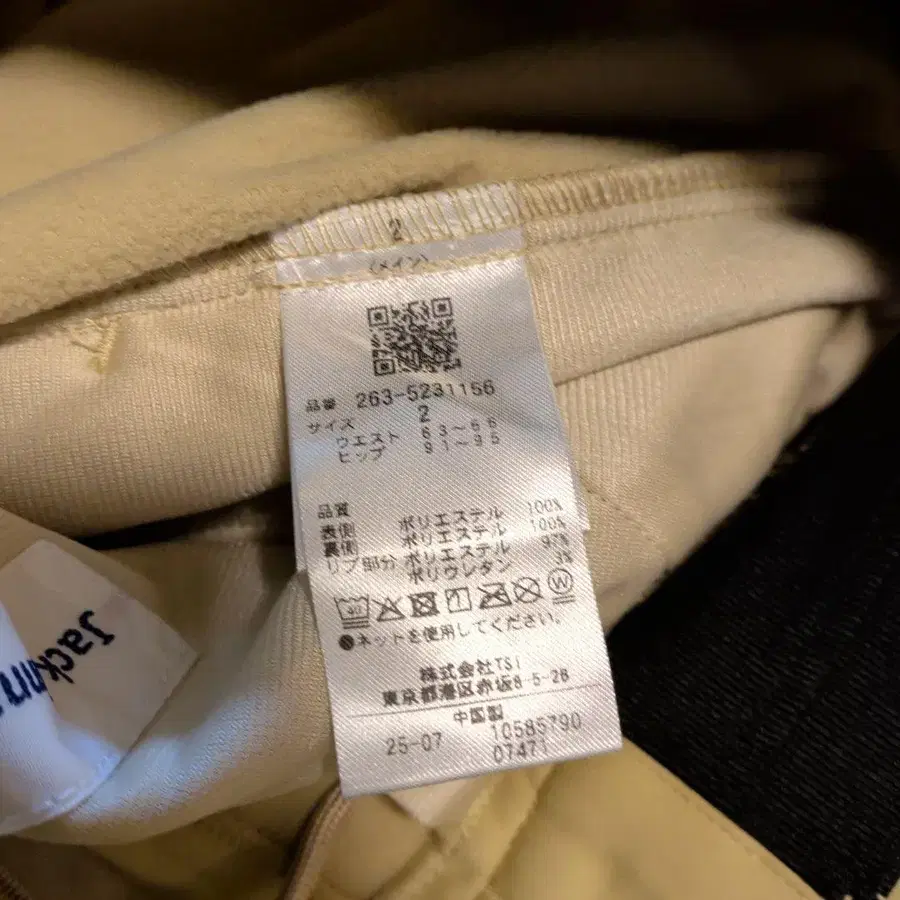 2
(メイン)
品番 263-5231156
サイズ 2
ウエスト 63~66
ヒップ 91~95
品質
表側 ポリエステル 100%
裏側 ポリエステル 100%
リブ部分 ポリエステル 97%
ポリウレタン 3%
40
W
●ネットを使用してください。
株式会社TSI
東京都港区赤坂8-5-28
中国製
25-07 10585790
07471
Jack